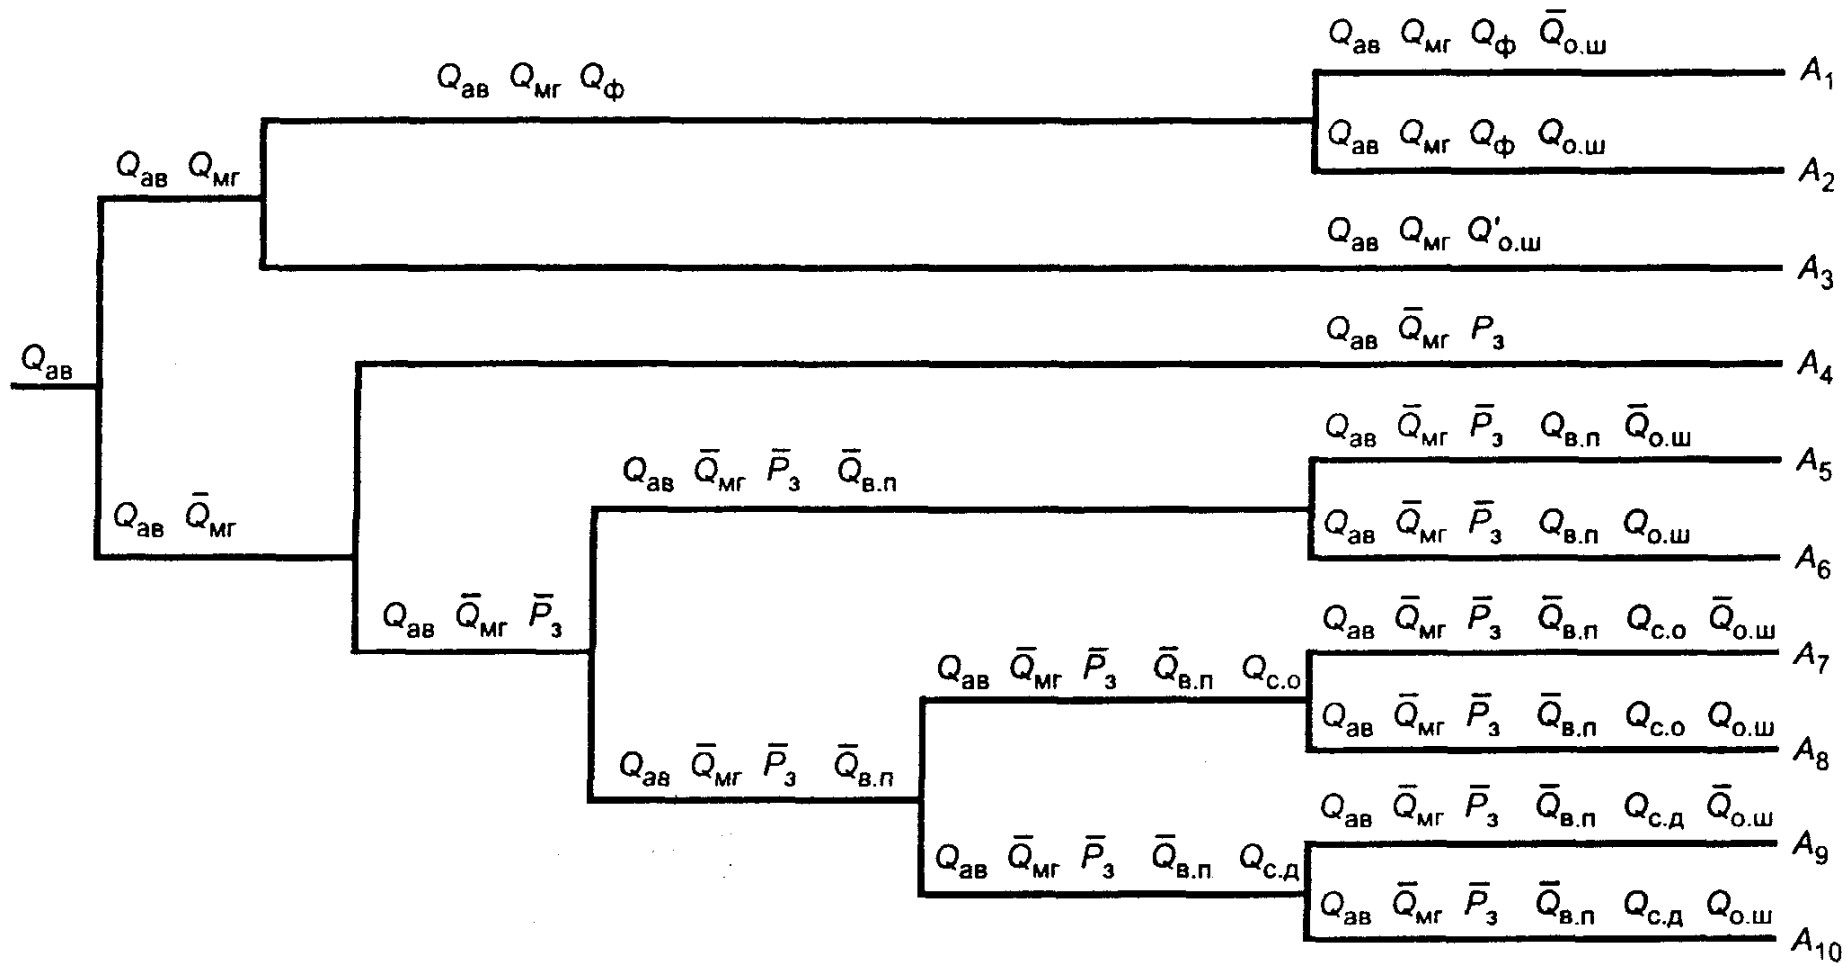 Q̄ав Qмг Qф Q̄о.ш
A1
Qав Qмг Qф
Qав Qмг Qф Qо.ш
A2
Qав Qмг
Qав Qмг Q'о.ш
A3
Qав Q̄мг Pз
A4
Qав
Qав Q̄мг P̄з Qв.п Q̄о.ш
A5
Qав Q̄мг P̄з Q̄в.п
Qав Q̄мг P̄з Qв.п Qо.ш
A6
Qав Q̄мг
Qав Q̄мг P̄з
Qав Q̄мг P̄з Q̄в.п Qс.о Q̄о.ш
A7
Qав Q̄мг P̄з Q̄в.п Qс.о
Qав Q̄мг P̄з Q̄в.п Qс.о Qо.ш
A8
Qав Q̄мг P̄з Q̄в.п
Qав Q̄мг P̄з Q̄в.п Qс.д Q̄о.ш
A9
Qав Q̄мг P̄з Q̄в.п Qс.д
Qав Q̄мг P̄з Q̄в.п Qс.д Qо.ш
A10